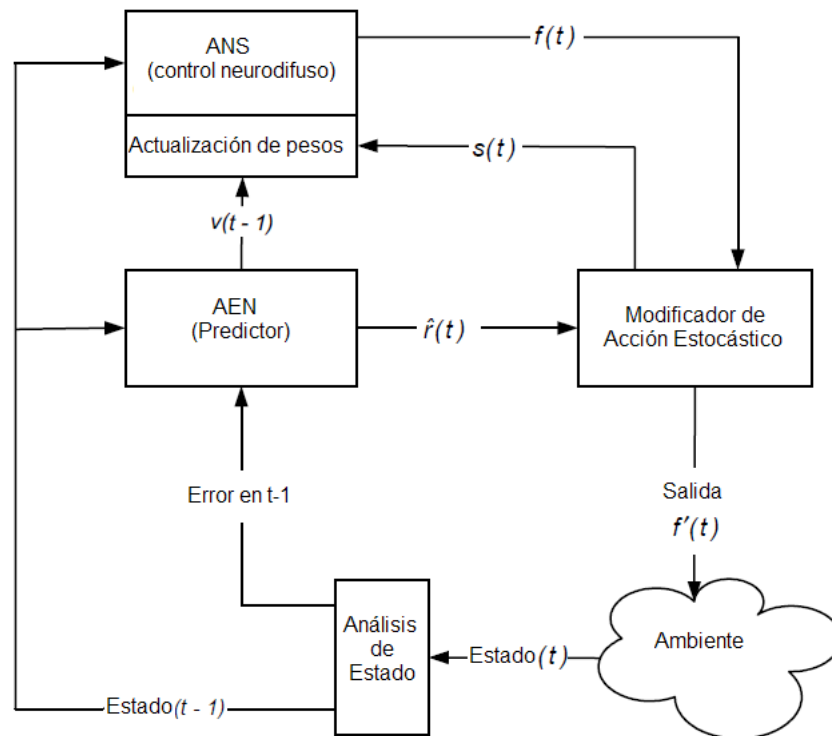 ANS
(control neurodifuso)
f(t)
Actualización de pesos
s(t)
v(t - 1)
AEN
(Predictor)
r̂(t)
Modificador de
Acción Estocástico
Error en t-1
Salida
f'(t)
Análisis
de
Estado
Estado(t)
Ambiente
Estado(t - 1)